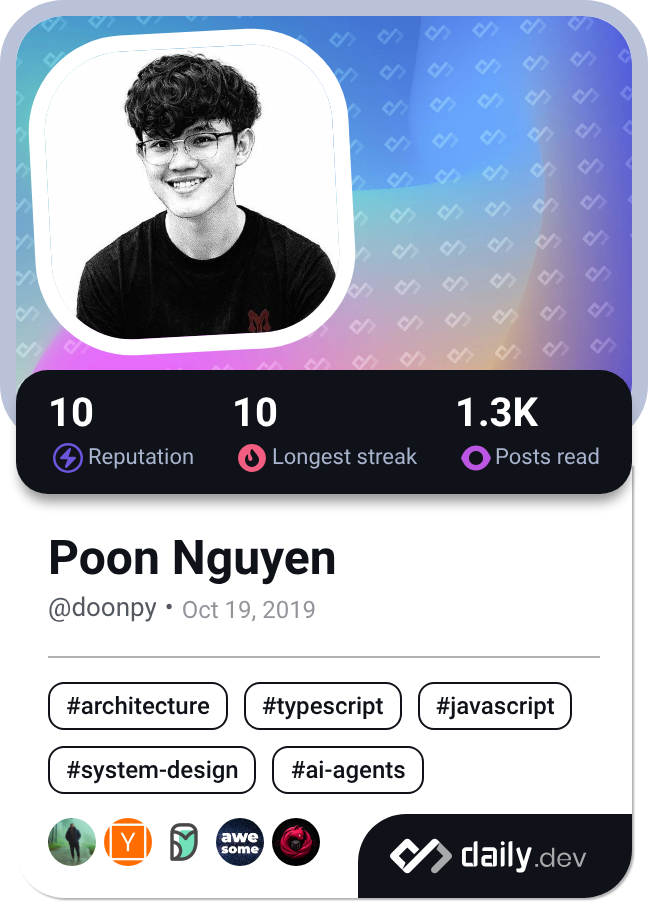 10 10 1.3K
Reputation Longest streak Posts read
Poon Nguyen
@doonpy • Oct 19, 2019
#architecture #typescript #javascript
#system-design #ai-agents
Y awe
some
daily.dev